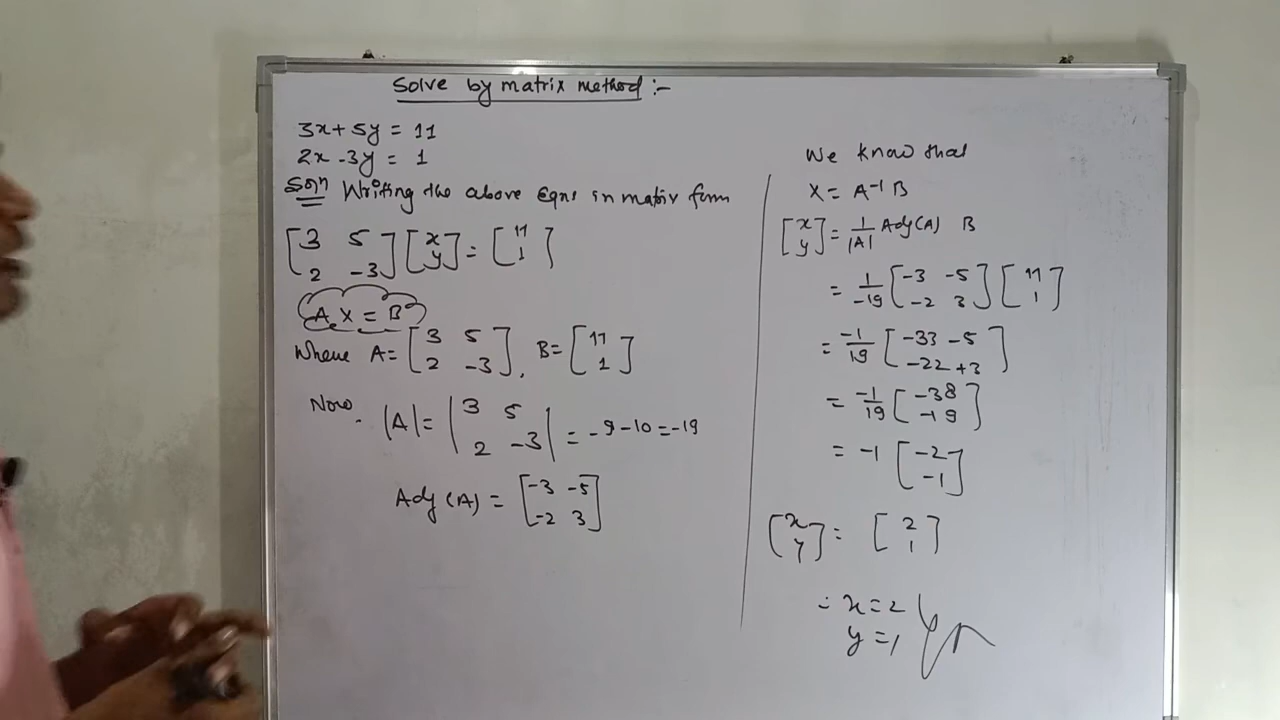 Solve by matrix method :-
3x + 5y = 11
2x - 3y = 1
Soln Writing the above Eqns in matrix form
[3 5
2 -3] [x
y] = [11
1]
AX = B
Where A = [3 5
2 -3], B = [11
1]
Now. |A| = |3 5
2 -3| = -9 - 10 = -19
Adj (A) = [-3 -5
-2 3]
We know that
X = A⁻¹ B
[x
y] = 1/|A| Adj(A) B
= 1/-19 [-3 -5
-2 3] [11
1]
= -1/19 [-33 -5
-22 +3]
= -1/19 [-38
-19]
= -1 [-2
-1]
[x
y] = [2
1]
∴ x = 2
y = 1